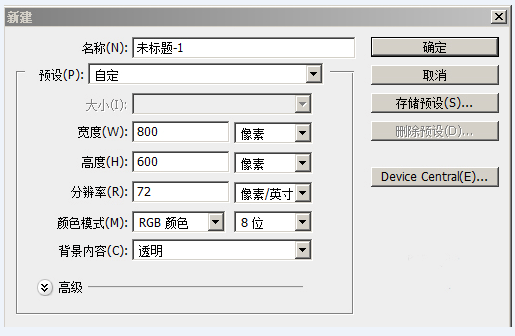 新建
名称(N): 未标题-1
确定
预设(P): 自定
取消
大小(I):
存储预设(S)...
宽度(W): 800 像素
删除预设(D)...
高度(H): 600 像素
Device Central(E)...
分辨率(R): 72 像素/英寸
颜色模式(M): RGB 颜色 8 位
背景内容(C): 透明
高级